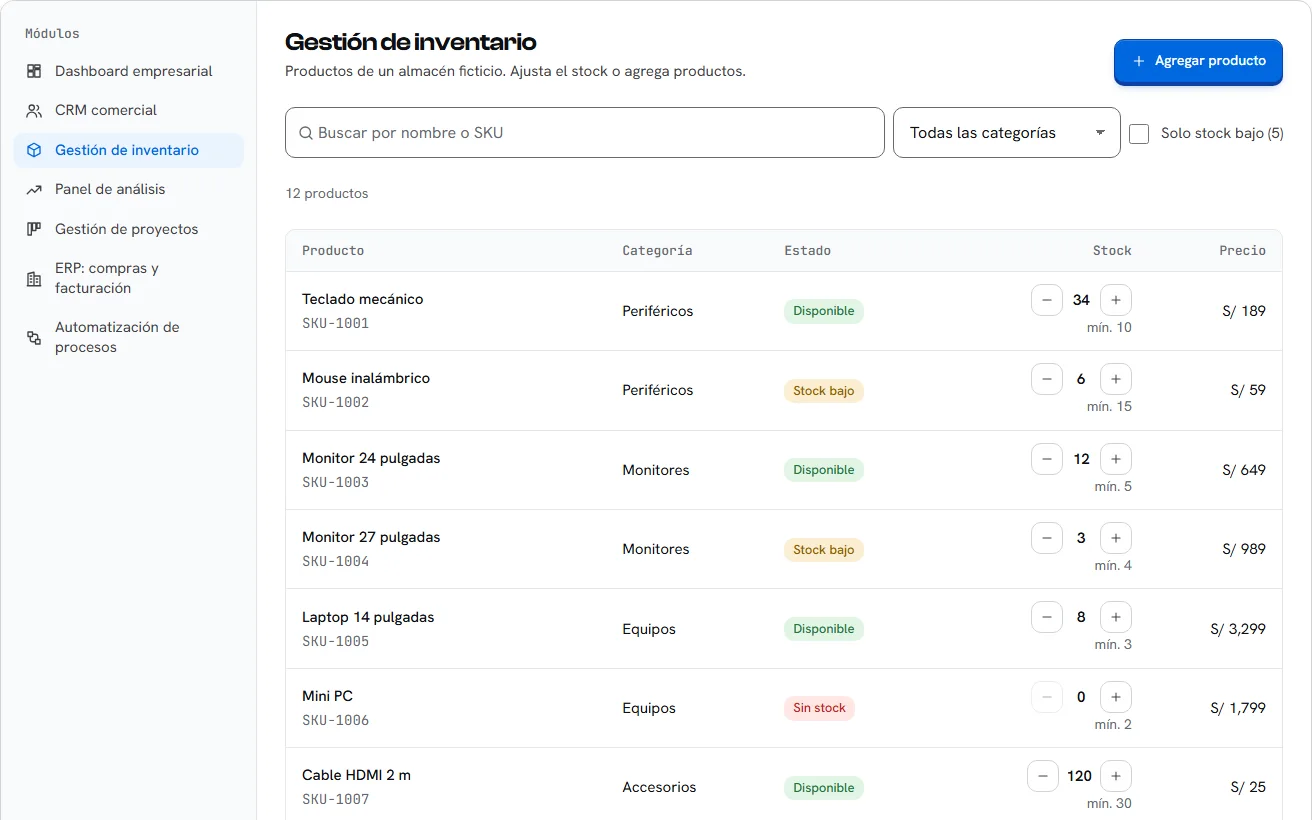 Módulos
Dashboard empresarial
CRM comercial
Gestión de inventario
Panel de análisis
Gestión de proyectos
ERP: compras y
facturación
Automatización de
procesos
Gestión de inventario
Productos de un almacén ficticio. Ajusta el stock o agrega productos.
+ Agregar producto
Buscar por nombre o SKU
Todas las categorías
Solo stock bajo (5)
12 productos
Producto Categoría Estado Stock Precio
Teclado mecánico
SKU-1001
Periféricos
Disponible
− 34 +
mín. 10
S/ 189
Mouse inalámbrico
SKU-1002
Periféricos
Stock bajo
− 6 +
mín. 15
S/ 59
Monitor 24 pulgadas
SKU-1003
Monitores
Disponible
− 12 +
mín. 5
S/ 649
Monitor 27 pulgadas
SKU-1004
Monitores
Stock bajo
− 3 +
mín. 4
S/ 989
Laptop 14 pulgadas
SKU-1005
Equipos
Disponible
− 8 +
mín. 3
S/ 3,299
Mini PC
SKU-1006
Equipos
Sin stock
− 0 +
mín. 2
S/ 1,799
Cable HDMI 2 m
SKU-1007
Accesorios
Disponible
− 120 +
mín. 30
S/ 25